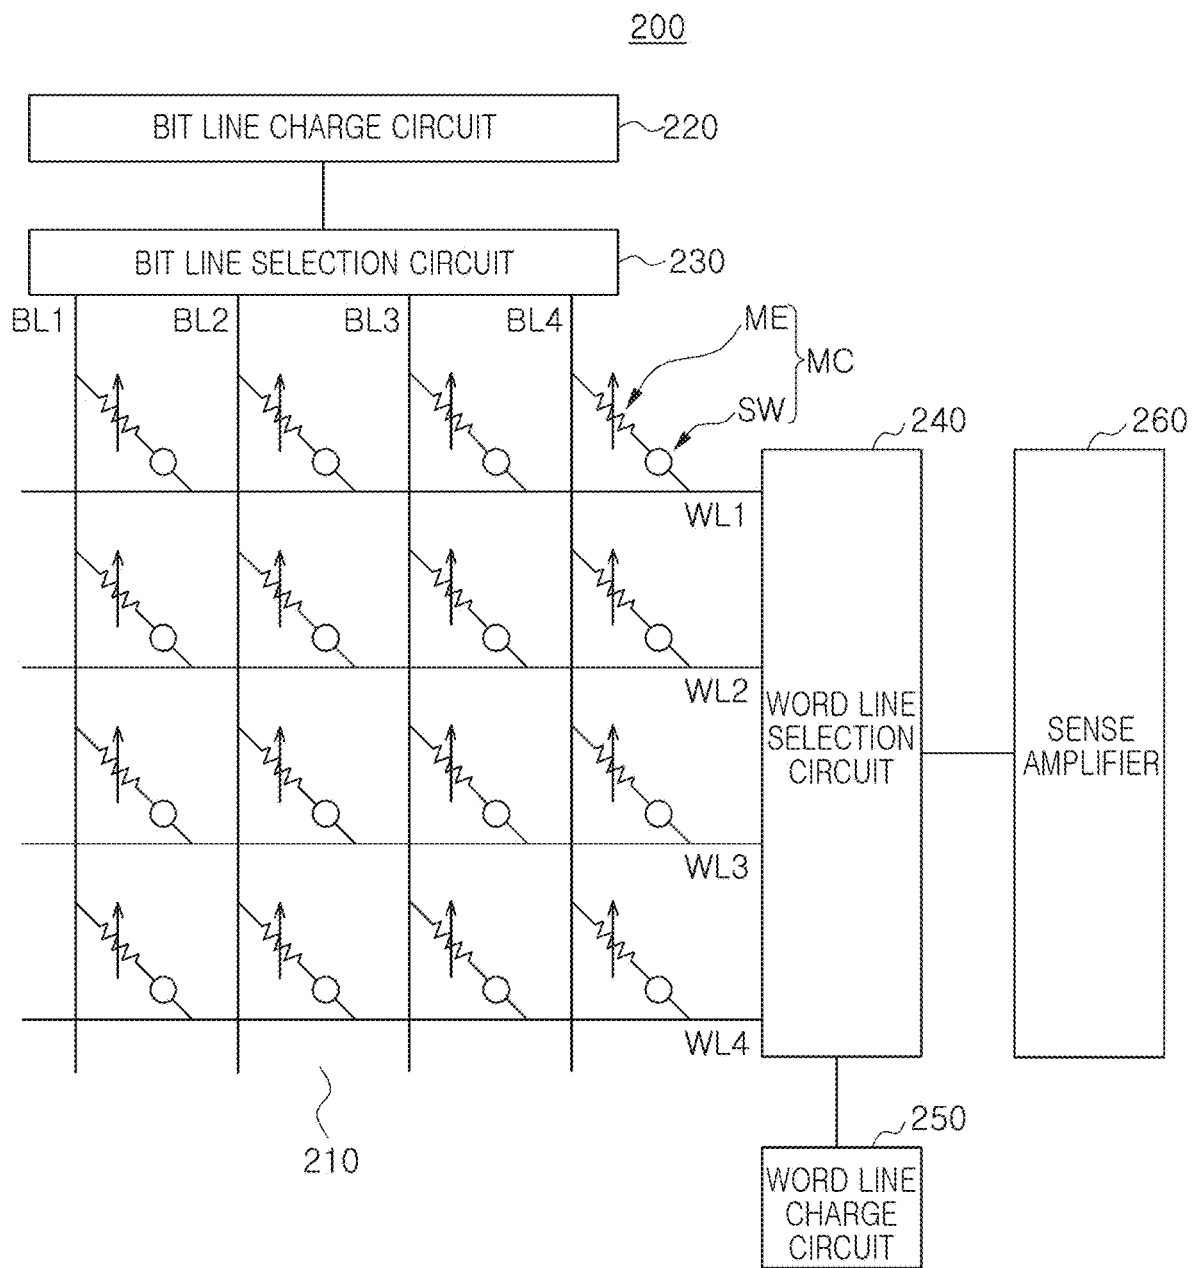 200
BIT LINE CHARGE CIRCUIT
220
BIT LINE SELECTION CIRCUIT
230
BL1
BL2
BL3
BL4
ME
MC
SW
240
260
WL1
WL2
WORD LINE
SELECTION
CIRCUIT
SENSE
AMPLIFIER
WL3
WL4
210
250
WORD LINE
CHARGE
CIRCUIT